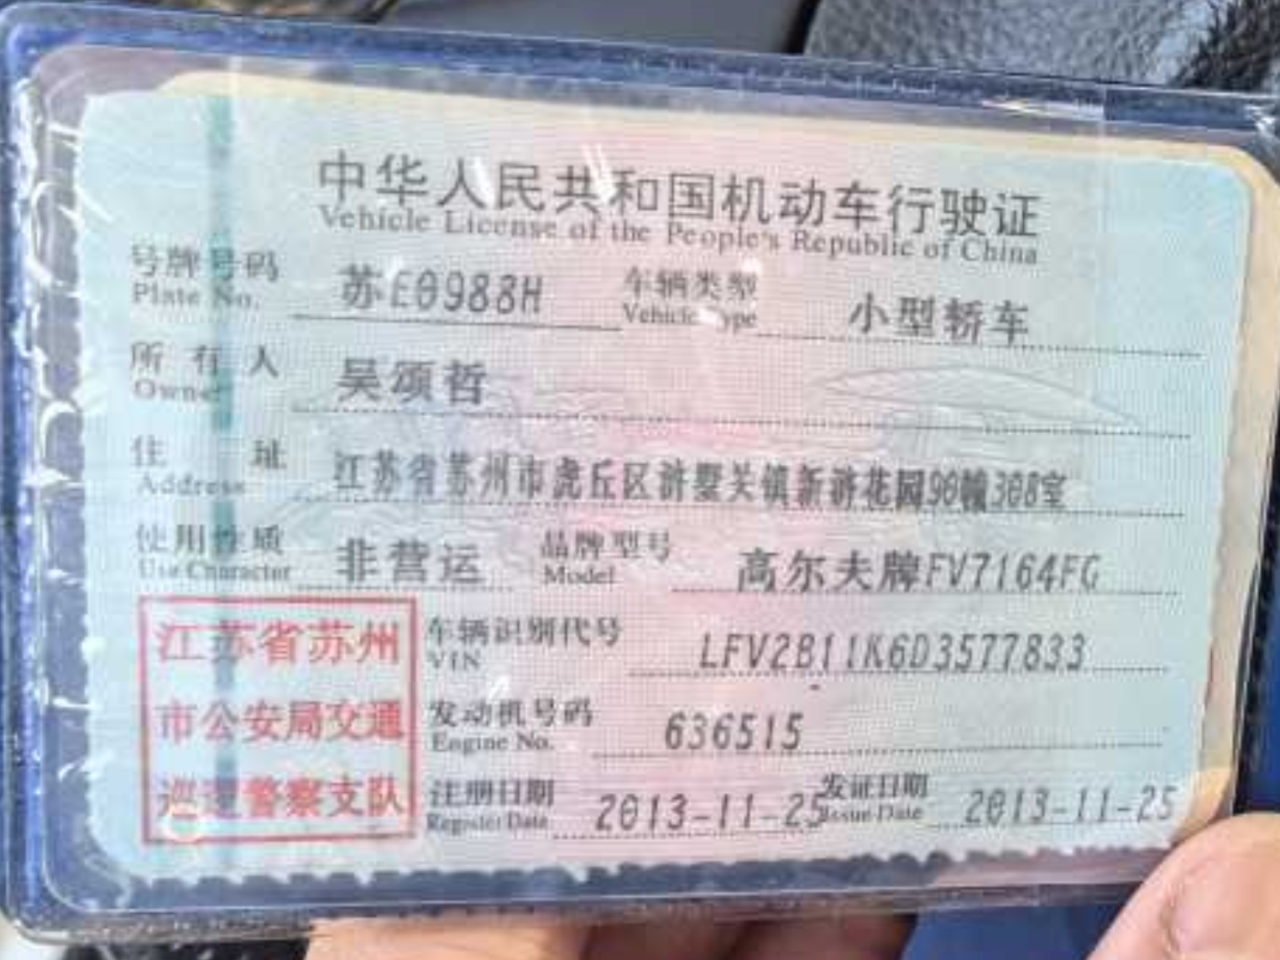 中华人民共和国机动车行驶证
Vehicle License of the People's Republic of China
号牌号码 苏E0988H 车辆类型 小型轿车
Plate No. Vehicle Type
所有人 吴颂哲
Owner
住址 江苏省苏州市虎丘区浒墅关镇新浒花园90幢308室
Address
使用性质 非营运 品牌型号 高尔夫牌FV7164FG
Use Character Model
江苏省苏州
市公安局交通
巡逻警察支队
车辆识别代号 LFV2B11K6D3577833
VIN
发动机号码 636515
Engine No.
注册日期 2013-11-25 发证日期 2013-11-25
Register Date Issue Date